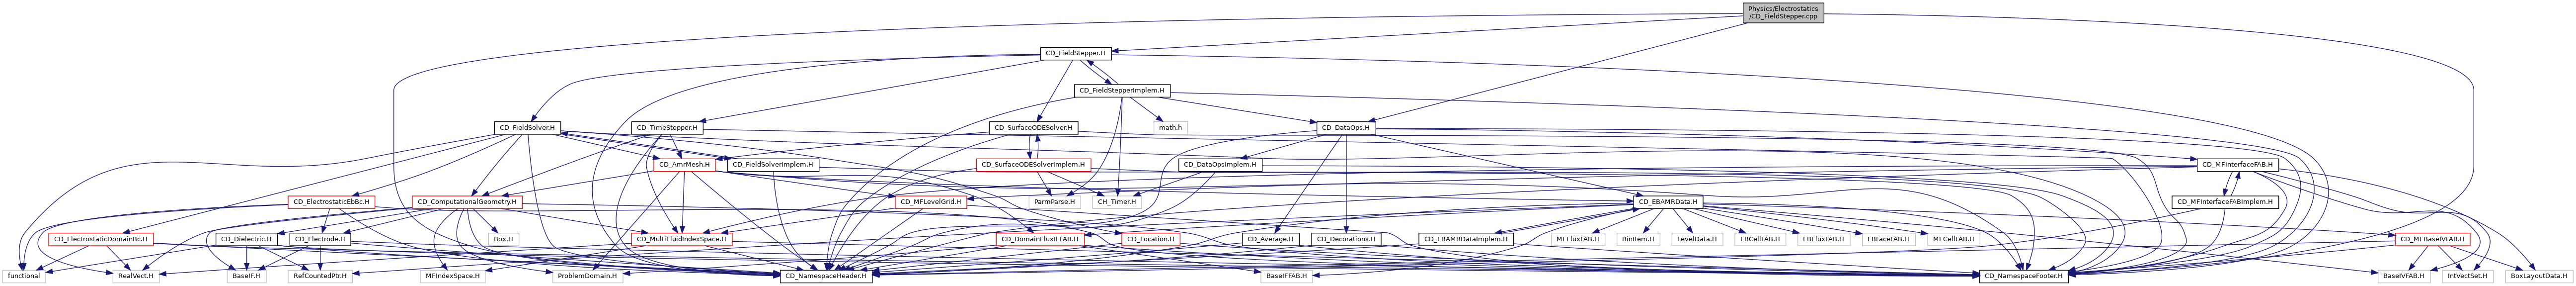 Physics/Electrostatics
/CD_FieldStepper.cpp
CD_FieldStepper.H
CD_FieldStepperImplem.H
CD_FieldSolver.H
CD_TimeStepper.H
CD_SurfaceODESolver.H
math.h
CD_DataOps.H
CD_AmrMesh.H
CD_FieldSolverImplem.H
CD_SurfaceODESolverImplem.H
CD_DataOpsImplem.H
CD_MFInterfaceFAB.H
CD_ElectrostaticEbBc.H
CD_ComputationalGeometry.H
CD_MFLevelGrid.H
ParmParse.H
CH_Timer.H
CD_EBAMRData.H
CD_MFInterfaceFABImplem.H
CD_ElectrostaticDomainBc.H
CD_Dielectric.H
CD_Electrode.H
Box.H
CD_MultiFluidIndexSpace.H
CD_DomainFluxIFFAB.H
CD_Location.H
CD_Average.H
CD_Decorations.H
CD_EBAMRDataImplem.H
MFFluxFAB.H
BinItem.H
LevelData.H
EBCellFAB.H
EBFluxFAB.H
EBFaceFAB.H
MFCellFAB.H
CD_MFBaseIVFAB.H
functional
RealVect.H
BaseIF.H
RefCountedPtr.H
MFIndexSpace.H
ProblemDomain.H
CD_NamespaceHeader.H
BaseIFFAB.H
CD_NamespaceFooter.H
BaseIVFAB.H
IntVectSet.H
BoxLayoutData.H